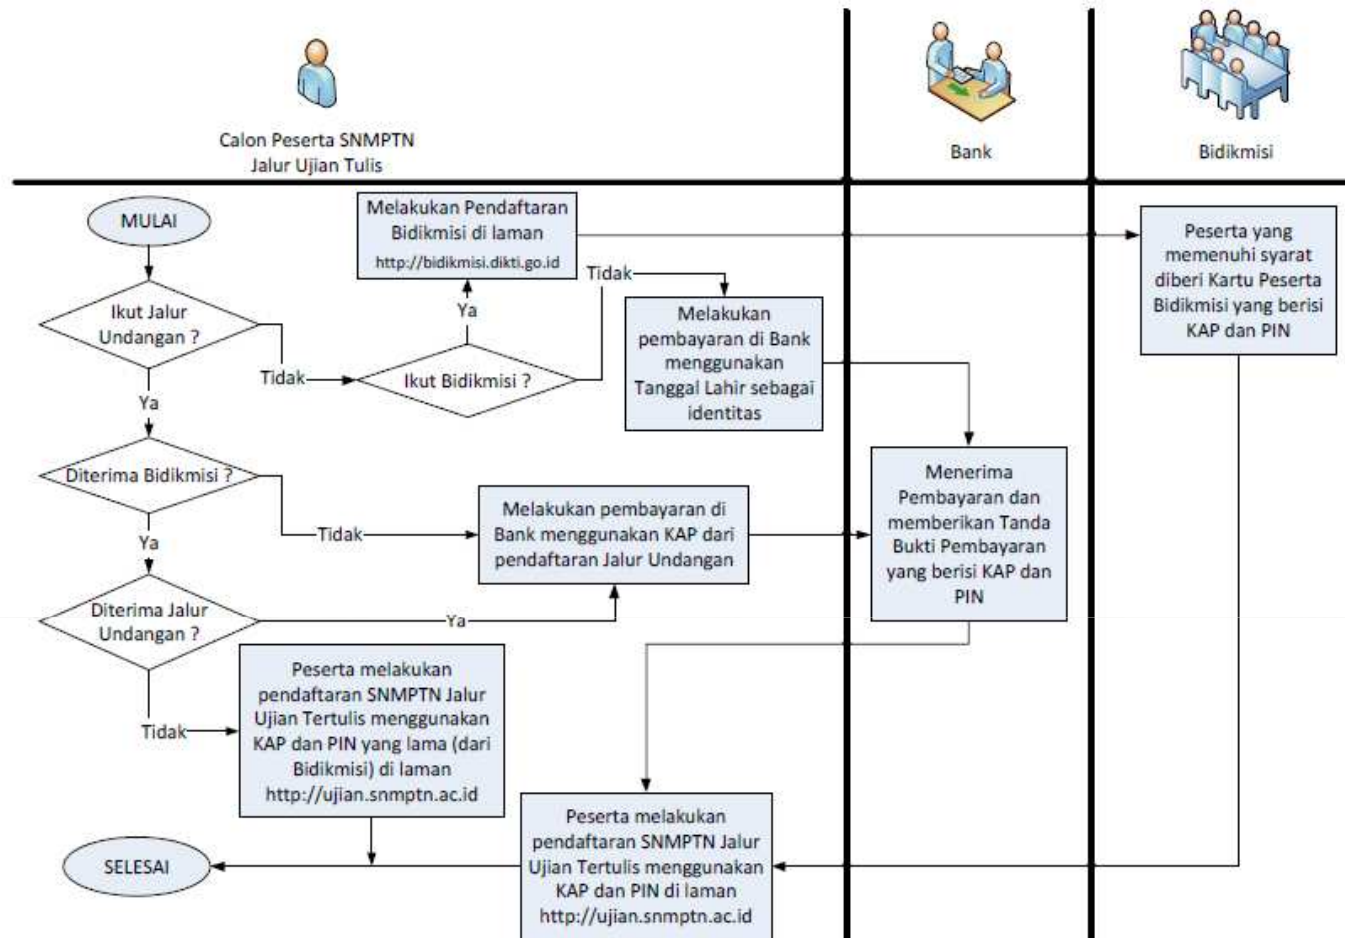 Calon Peserta SNMPTN
Jalur Ujian Tulis
Bank
Bidikmisi
MULAI
Melakukan Pendaftaran
Bidikmisi di laman
http://bidikmisi.dikti.go.id
Peserta yang
memenuhi syarat
diberi Kartu Peserta
Bidikmisi yang berisi
KAP dan PIN
Ikut Jalur
Undangan ?
Tidak
Ya
Ikut Bidikmisi ?
Tidak
Melakukan
pembayaran di Bank
menggunakan
Tanggal Lahir sebagai
identitas
Ya
Diterima Bidikmisi ?
Tidak
Melakukan pembayaran di
Bank menggunakan KAP dari
pendaftaran Jalur Undangan
Menerima
Pembayaran dan
memberikan Tanda
Bukti Pembayaran
yang berisi KAP dan
PIN
Ya
Diterima Jalur
Undangan ?
Ya
Tidak
Peserta melakukan
pendaftaran SNMPTN Jalur
Ujian Tertulis menggunakan
KAP dan PIN yang lama (dari
Bidikmisi) di laman
http://ujian.snmptn.ac.id
Peserta melakukan
pendaftaran SNMPTN Jalur
Ujian Tertulis menggunakan
KAP dan PIN di laman
http://ujian.snmptn.ac.id
SELESAI